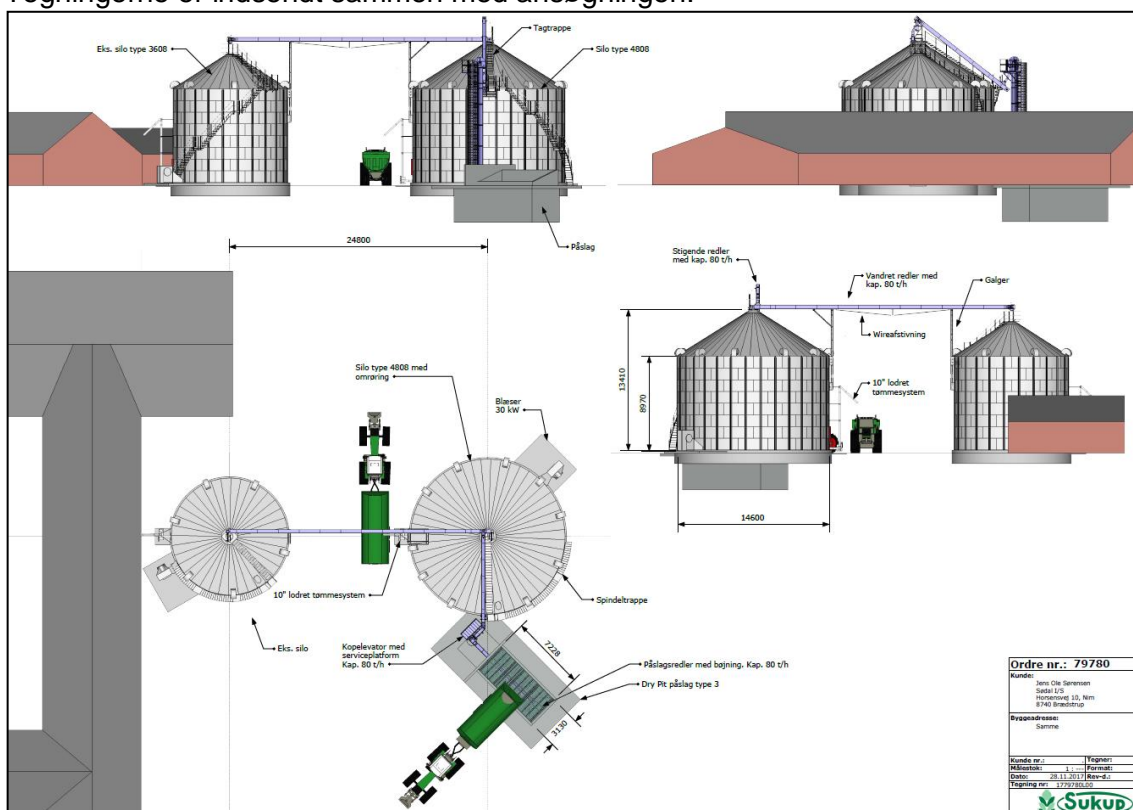 Tegningerne er indsendt sammen med ansøgningen.
Tagtrappe
Eks. silo type 3608
Silo type 4808
Påslag
24800
Stigende redler
med kap. 80 t/h
Vandret redler med
kap. 80 t/h
Galger
Wireafstivning
13410
8970
10" lodret
tømmesystem
14600
Silo type 4808 med
omrøring
Blæser
30 kW
10" lodret tømmesystem
Spindeltrappe
Eks. silo
Kopelevator med
serviceplatform
Kap. 80 t/h
7228
Påslagsredler med bøjning. Kap. 80 t/h
Dry Pit påslag type 3
3130
Ordre nr.: 79780
Kunde:
Jens Ole Sørensen
Sødal I/S
Horsensvej 10, Nim
8740 Brædstrup
Byggeadresse:
Samme
Kunde nr.: Tegner:
Målestok: 1 : --- Format:
Dato: 28.11.2017 Rev-d.:
Tegning nr: 1779780L00
Sukup